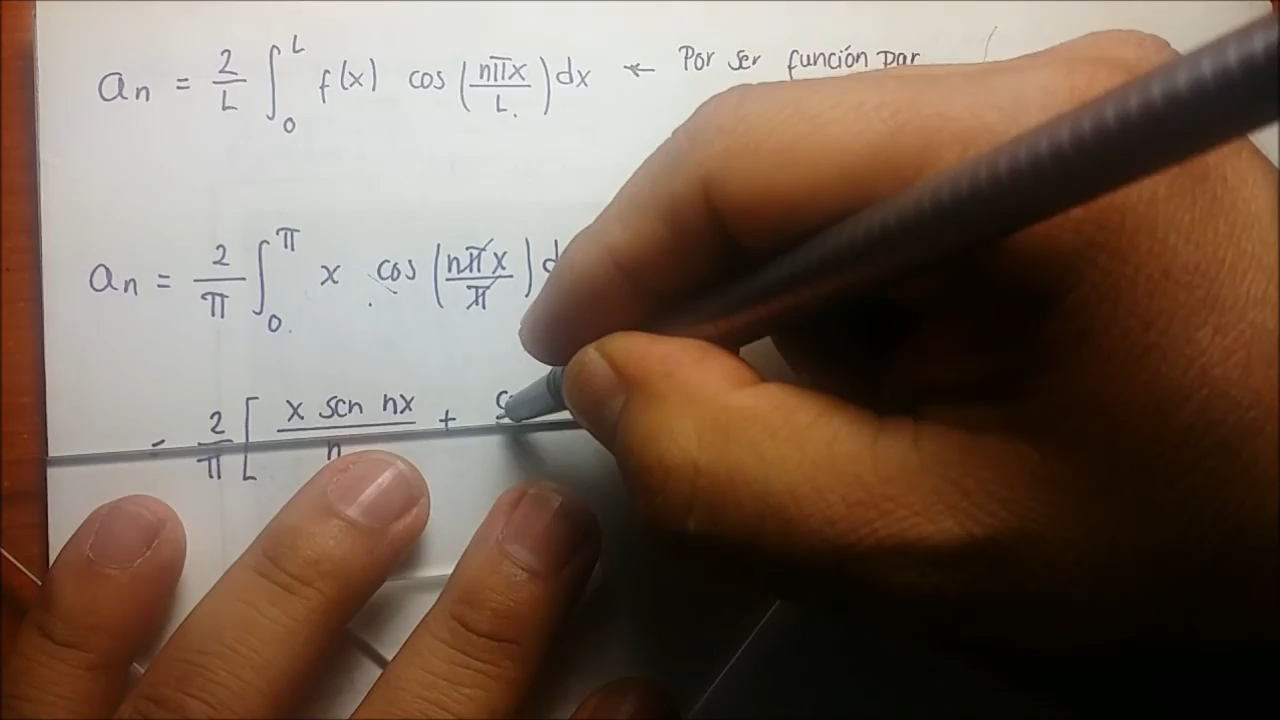 an = 2/L ∫₀ᴸ f(x) cos (nπx/L) dx ← Por ser función par
an = 2/π ∫₀^π x cos (nπx/π) d
= 2/π [ x sen nx / n + c